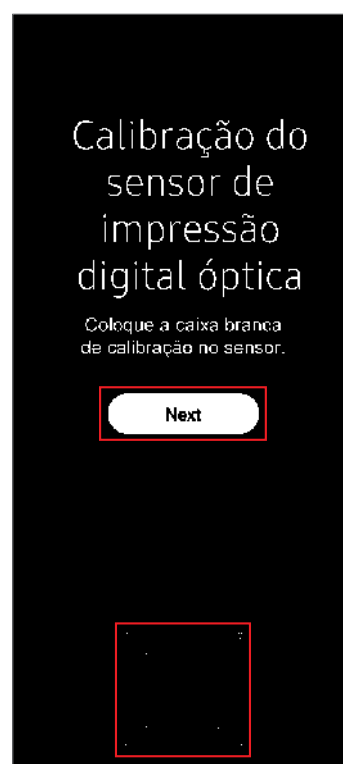 Calibração do
sensor de
impressão
digital óptica
Coloque a caixa branca
de calibração no sensor.
Next